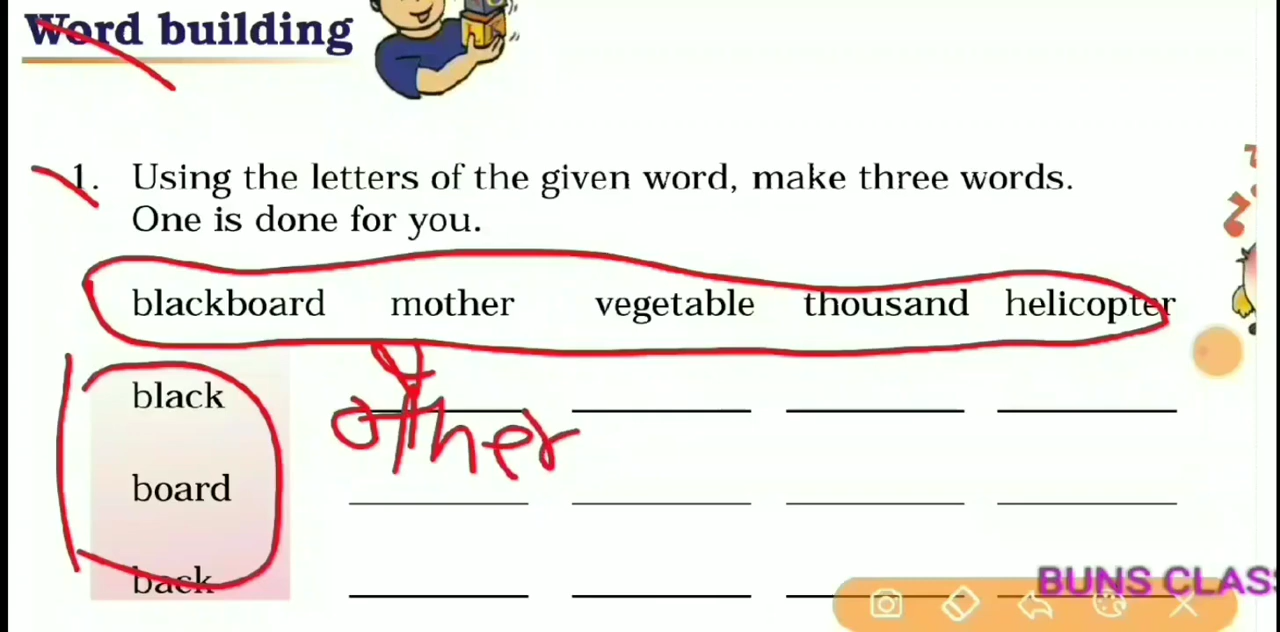 Word building
1. Using the letters of the given word, make three words.
One is done for you.
blackboard mother vegetable thousand helicopter
black
other
board
back
BUNS CLAS